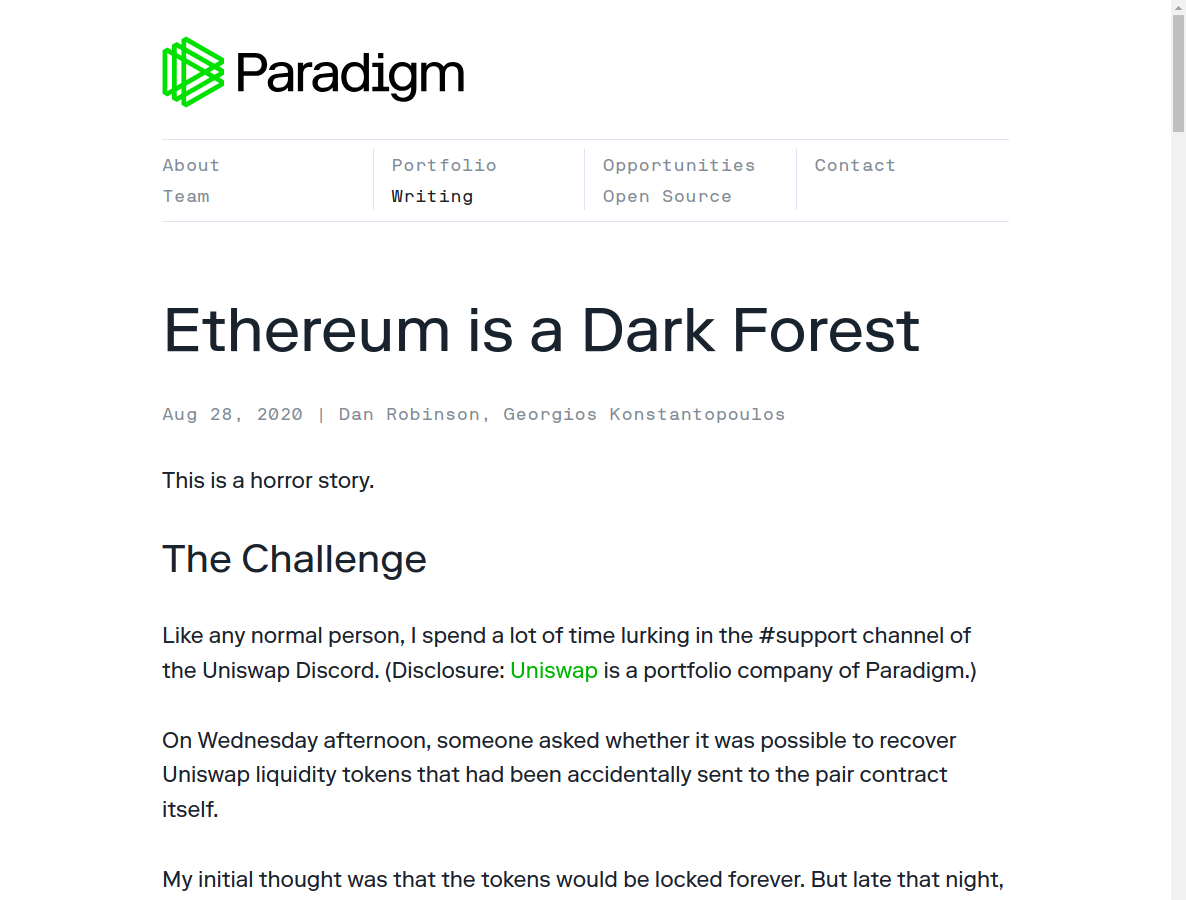 Paradigm
About
Team
Portfolio
Writing
Opportunities
Open Source
Contact
Ethereum is a Dark Forest
Aug 28, 2020 | Dan Robinson, Georgios Konstantopoulos
This is a horror story.
The Challenge
Like any normal person, I spend a lot of time lurking in the #support channel of
the Uniswap Discord. (Disclosure: Uniswap is a portfolio company of Paradigm.)
On Wednesday afternoon, someone asked whether it was possible to recover
Uniswap liquidity tokens that had been accidentally sent to the pair contract
itself.
My initial thought was that the tokens would be locked forever. But late that night,